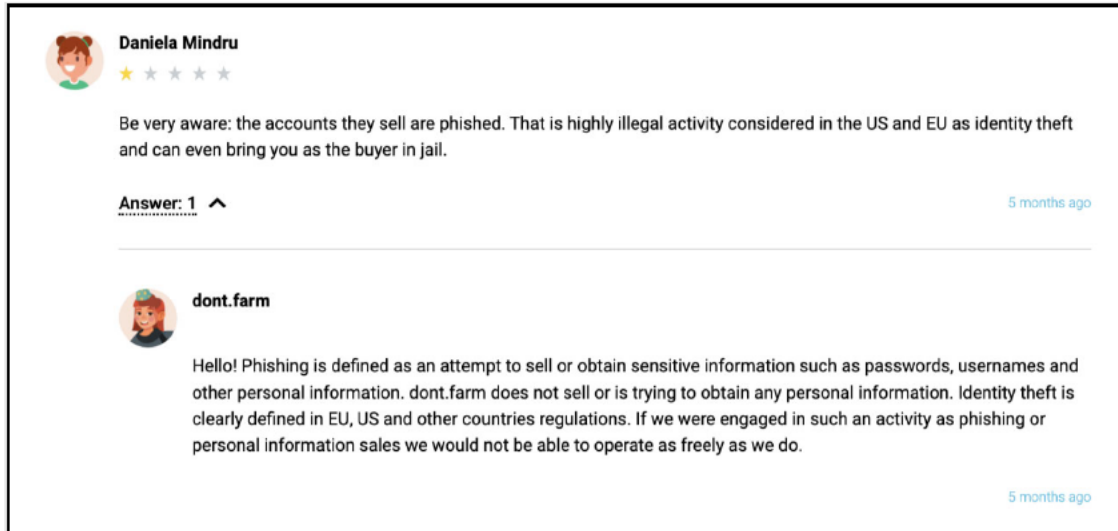 Daniela Mindru
Be very aware: the accounts they sell are phished. That is highly illegal activity considered in the US and EU as identity theft
and can even bring you as the buyer in jail.
Answer: 1
5 months ago
dont.farm
Hello! Phishing is defined as an attempt to sell or obtain sensitive information such as passwords, usernames and
other personal information. dont.farm does not sell or is trying to obtain any personal information. Identity theft is
clearly defined in EU, US and other countries regulations. If we were engaged in such an activity as phishing or
personal information sales we would not be able to operate as freely as we do.
5 months ago